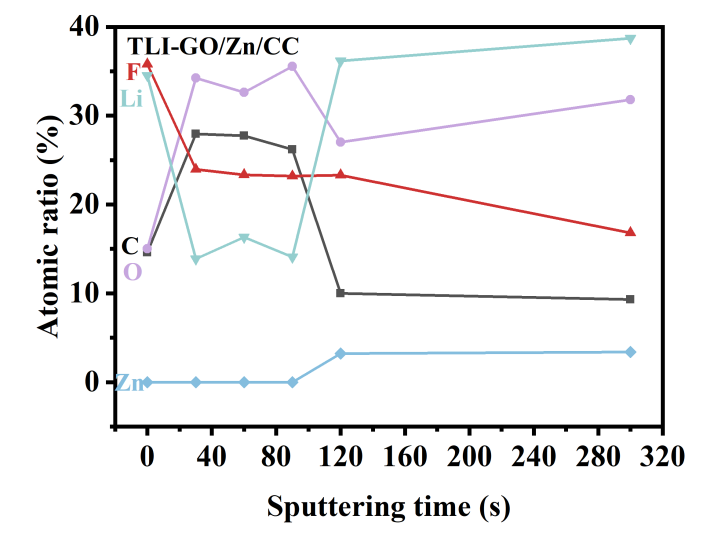 40
TLI-GO/Zn/CC
F
Li
30
20
C
O
10
0
Zn
Atomic ratio (%)
0 40 80 120 160 200 240 280 320
Sputtering time (s)